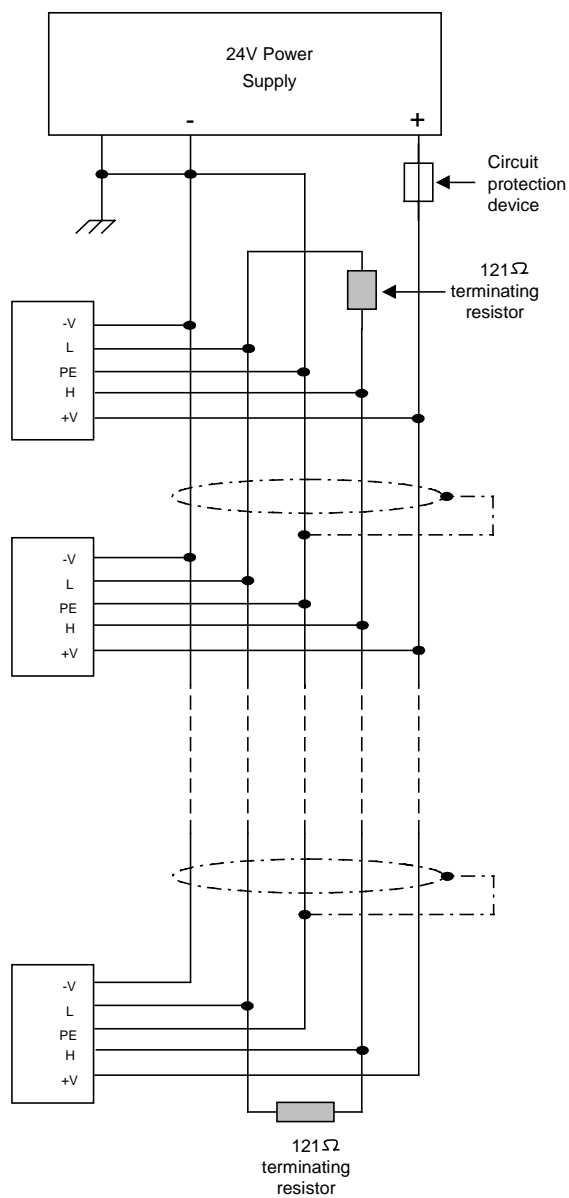 24V Power
Supply
-
+
Circuit
protection
device
121Ω
terminating
resistor
-V
L
PE
H
+V
-V
L
PE
H
+V
-V
L
PE
H
+V
121Ω
terminating
resistor